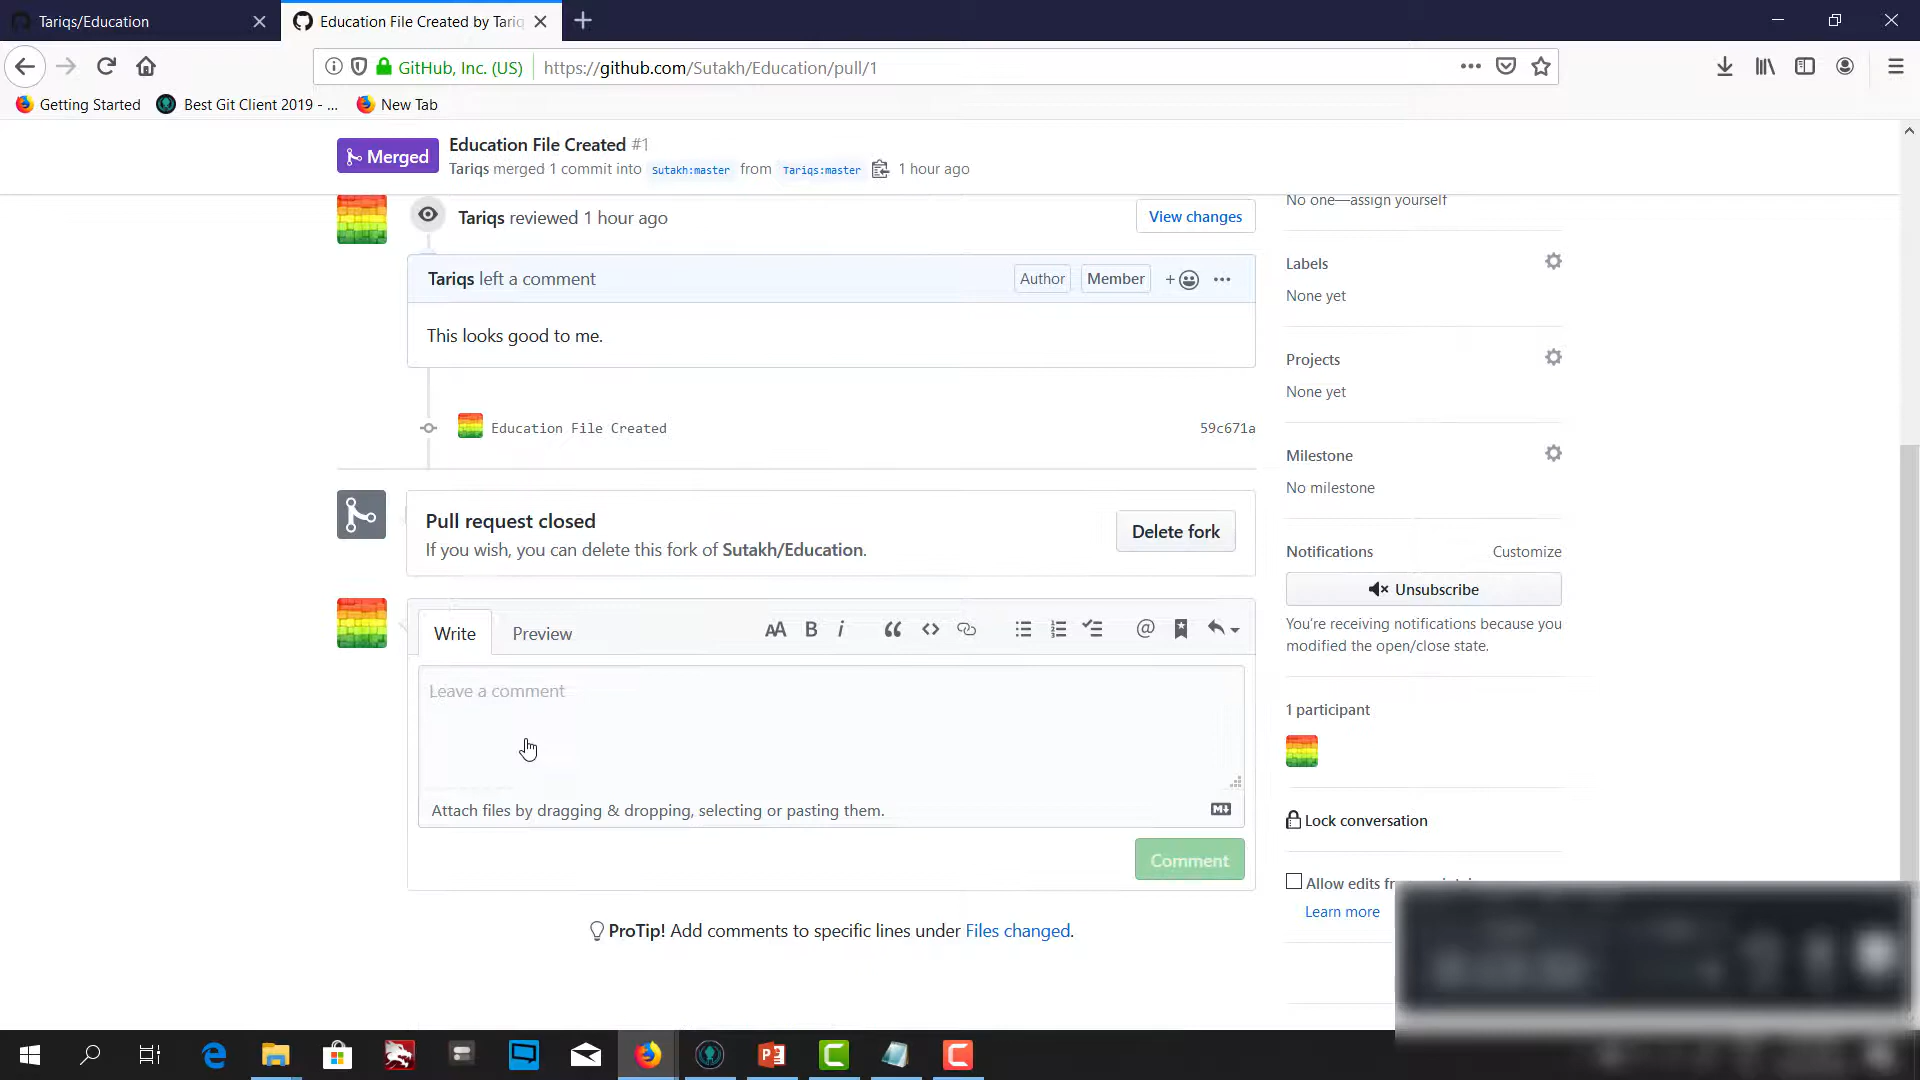 Tariqs/Education
Education File Created by Tariq
GitHub, Inc. (US)
https://github.com/Sutakh/Education/pull/1
Getting Started
Best Git Client 2019 - ...
New Tab
Merged
Education File Created #1
Tariqs merged 1 commit into Sutakh:master from Tariqs:master 1 hour ago
No one—assign yourself
Tariqs reviewed 1 hour ago
View changes
Tariqs left a comment
Author
Member
This looks good to me.
Labels
None yet
Projects
None yet
Education File Created
59c671a
Milestone
No milestone
Pull request closed
If you wish, you can delete this fork of Sutakh/Education.
Delete fork
Notifications
Customize
Unsubscribe
You're receiving notifications because you
modified the open/close state.
Write
Preview
Leave a comment
Attach files by dragging & dropping, selecting or pasting them.
Comment
1 participant
Lock conversation
Allow edits
Learn more
ProTip! Add comments to specific lines under Files changed.